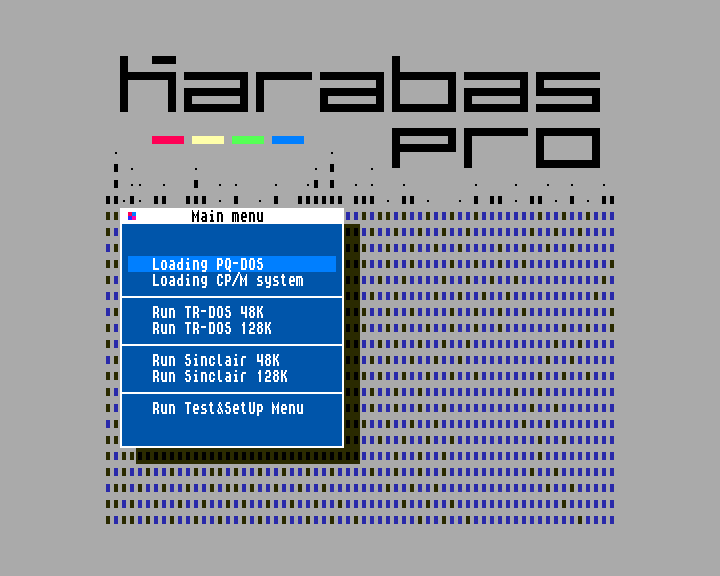 Karabas
pro
Main menu
Loading PQ-DOS
Loading CP/M system
Run TR-DOS 48K
Run TR-DOS 128K
Run Sinclair 48K
Run Sinclair 128K
Run Test&SetUp Menu